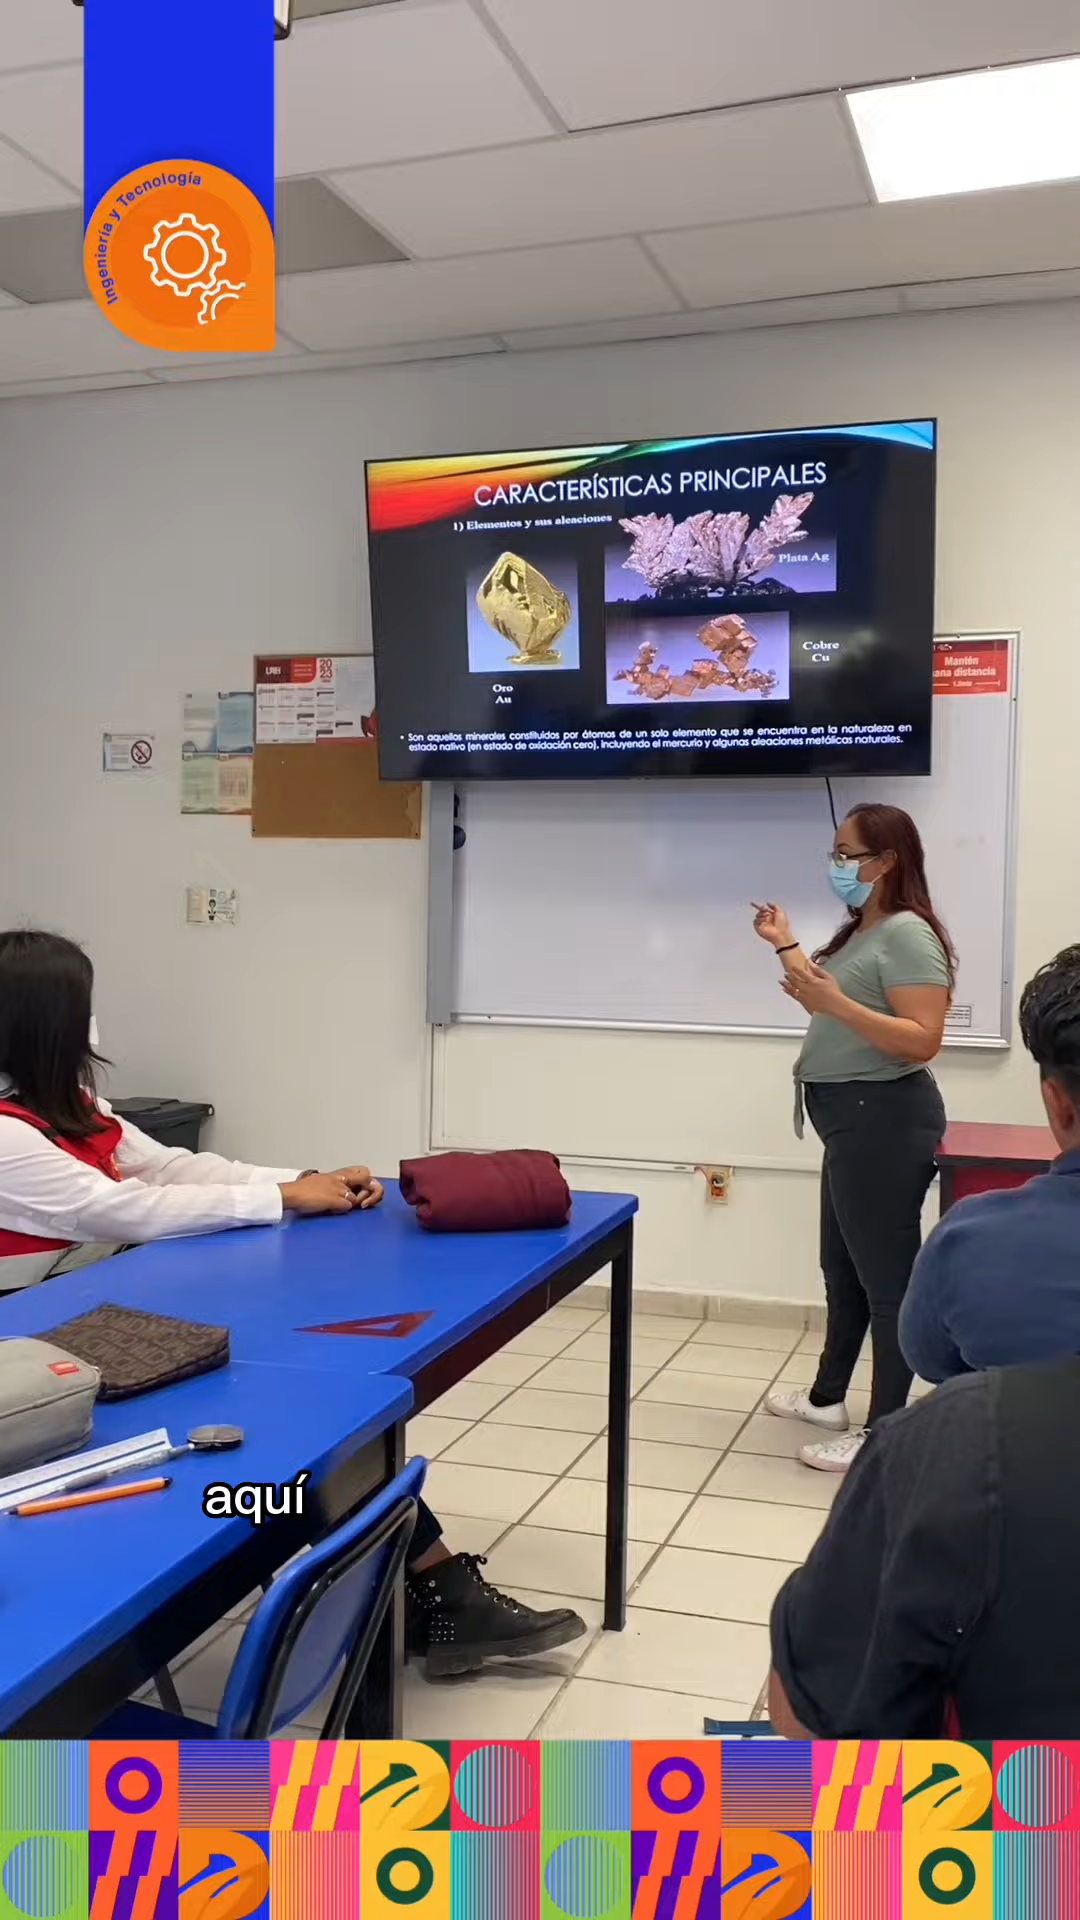 Ingeniería y Tecnología
CARACTERÍSTICAS PRINCIPALES
1) Elementos y sus aleaciones
Plata Ag
Cobre
Cu
Oro
Au
• Son aquellos minerales constituidos por átomos de un solo elemento que se encuentra en la naturaleza en
estado nativo (en estado de oxidación cero), incluyendo el mercurio y algunas aleaciones metálicas naturales.
2023
Mantén
sana distancia
aquí